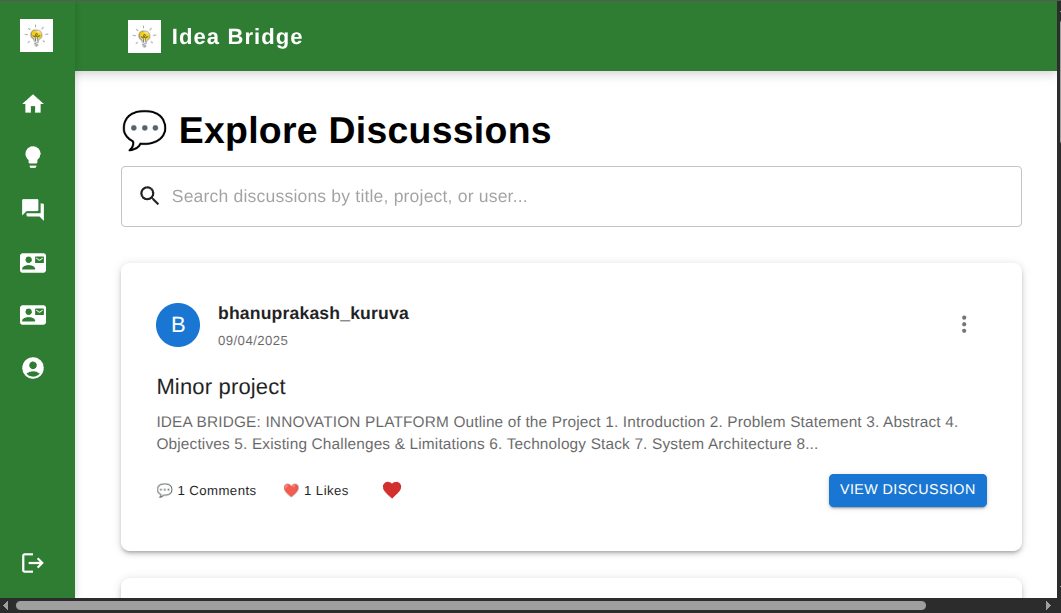 Idea Bridge
💬 Explore Discussions
Search discussions by title, project, or user...
B
bhanuprakash_kuruva
09/04/2025
Minor project
IDEA BRIDGE: INNOVATION PLATFORM Outline of the Project 1. Introduction 2. Problem Statement 3. Abstract 4.
Objectives 5. Existing Challenges & Limitations 6. Technology Stack 7. System Architecture 8...
💬 1 Comments ❤️ 1 Likes
VIEW DISCUSSION